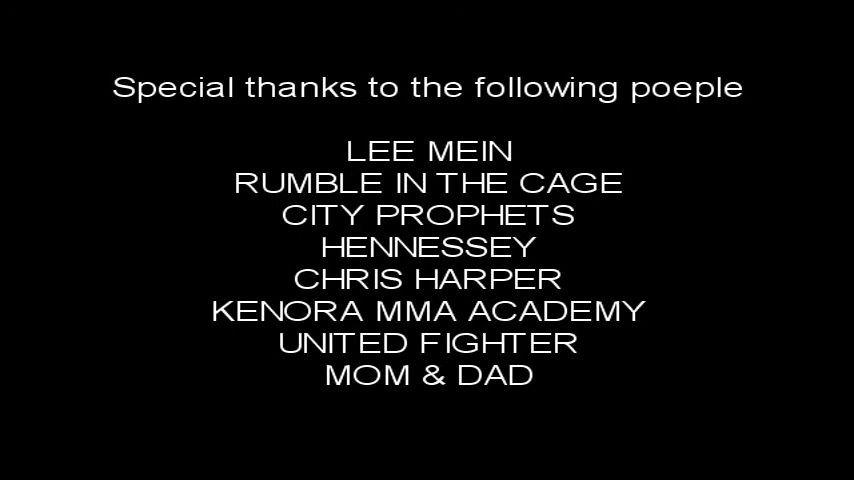 Special thanks to the following poeple
LEE MEIN
RUMBLE IN THE CAGE
CITY PROPHETS
HENNESSEY
CHRIS HARPER
KENORA MMA ACADEMY
UNITED FIGHTER
MOM & DAD